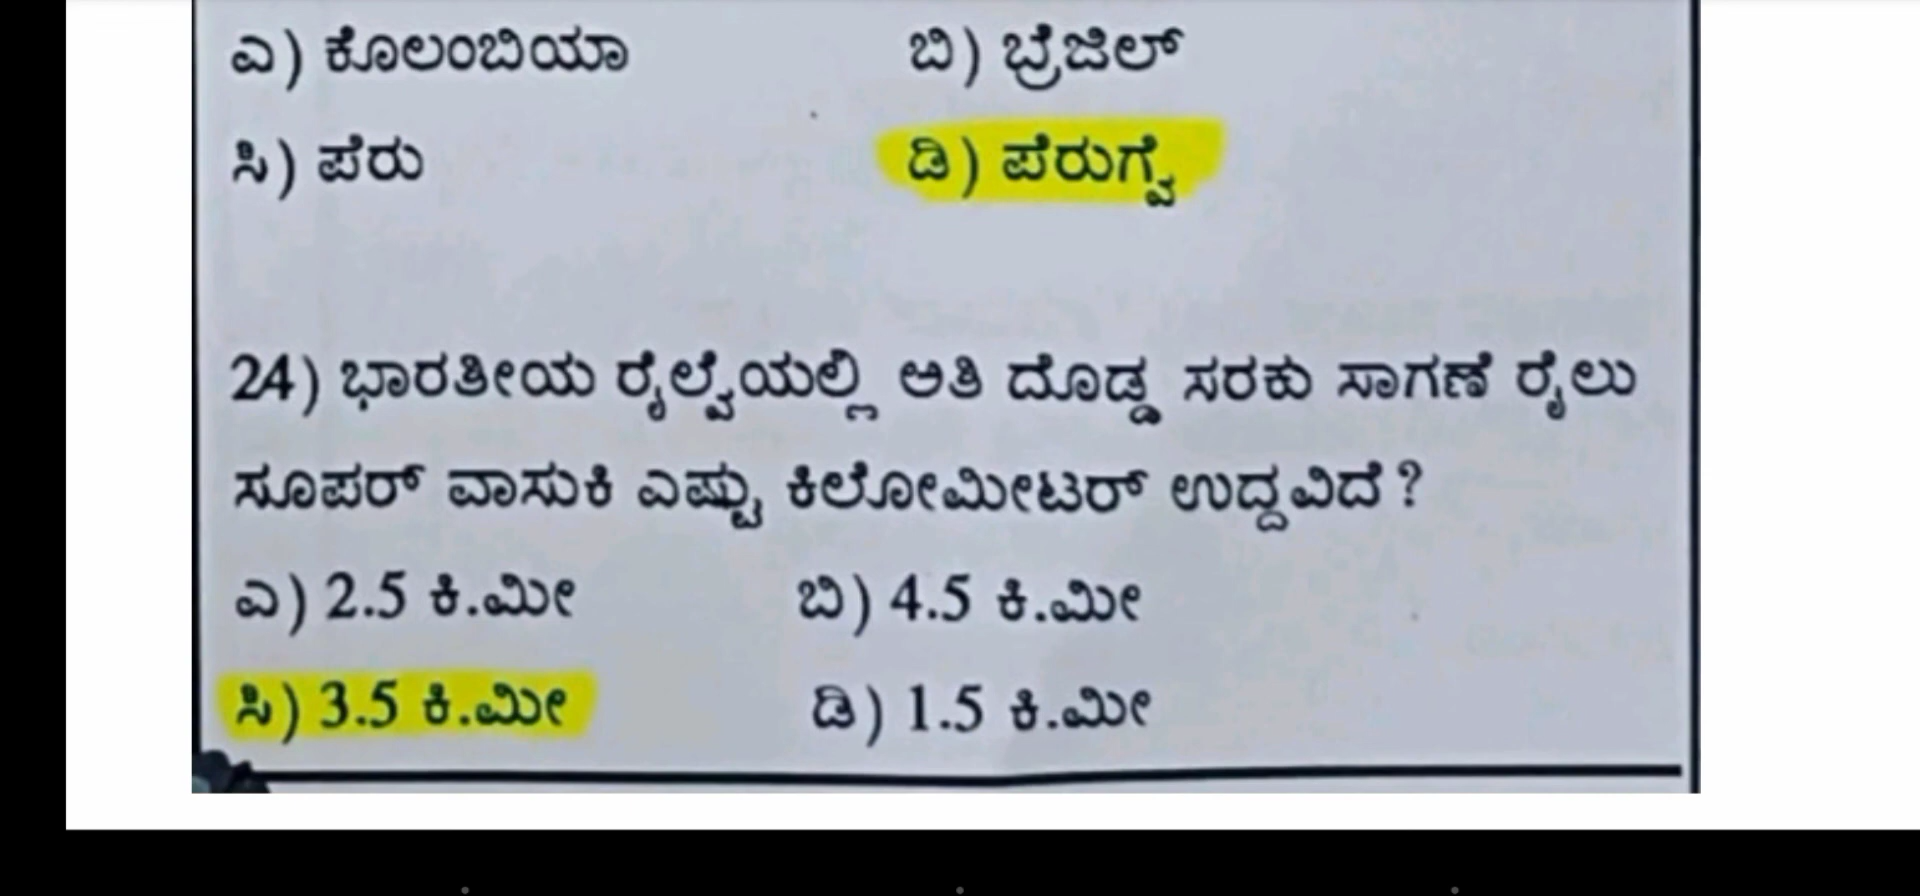 ಎ) ಕೊಲಂಬಿಯಾ ಬಿ) ಬ್ರೆಜಿಲ್
ಸಿ) ಪೆರು ಡಿ) ಪೆರುಗ್ವೆ
24) ಭಾರತೀಯ ರೈಲ್ವೆಯಲ್ಲಿ ಅತಿ ದೊಡ್ಡ ಸರಕು ಸಾಗಣೆ ರೈಲು
ಸೂಪರ್ ವಾಸುಕಿ ಎಷ್ಟು ಕಿಲೋಮೀಟರ್ ಉದ್ದವಿದೆ?
ಎ) 2.5 ಕಿ.ಮೀ ಬಿ) 4.5 ಕಿ.ಮೀ
ಸಿ) 3.5 ಕಿ.ಮೀ ಡಿ) 1.5 ಕಿ.ಮೀ